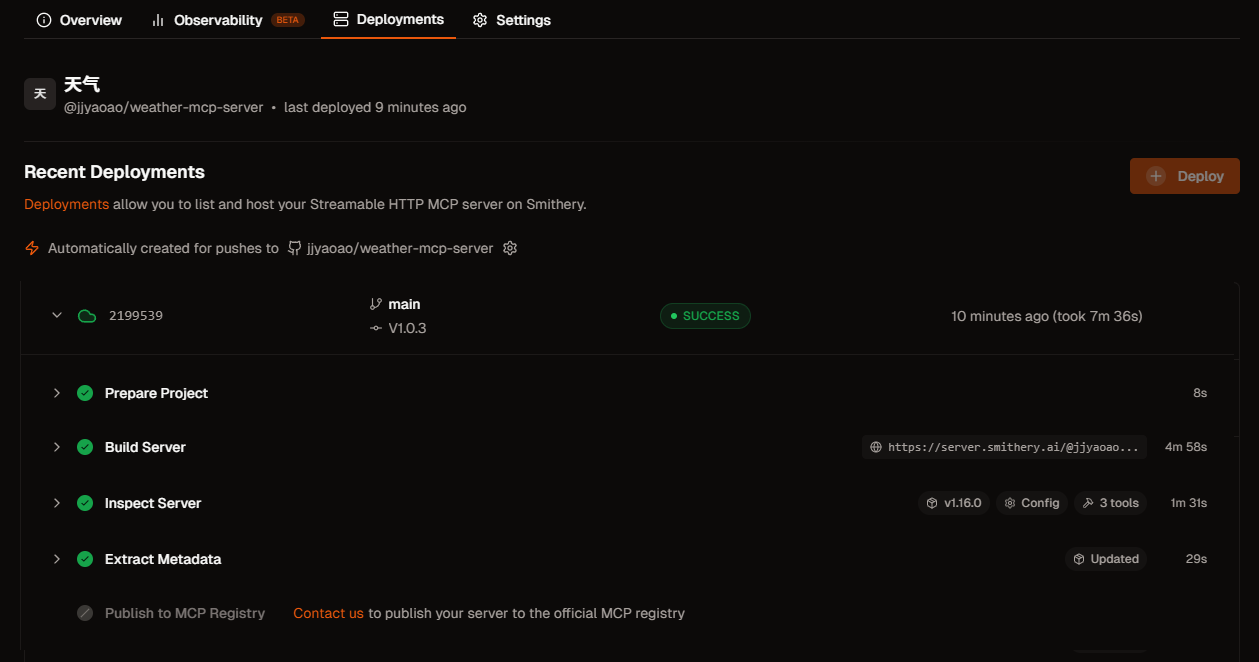 Overview Observability BETA Deployments Settings
天 天气
@jjyaoao/weather-mcp-server • last deployed 9 minutes ago
Recent Deployments
Deploy
Deployments allow you to list and host your Streamable HTTP MCP server on Smithery.
Automatically created for pushes to jjyaoao/weather-mcp-server
2199539 main SUCCESS 10 minutes ago (took 7m 36s)
V1.0.3
Prepare Project 8s
Build Server https://server.smithery.ai/@jjyaoao... 4m 58s
Inspect Server v1.16.0 Config 3 tools 1m 31s
Extract Metadata Updated 29s
Publish to MCP Registry Contact us to publish your server to the official MCP registry